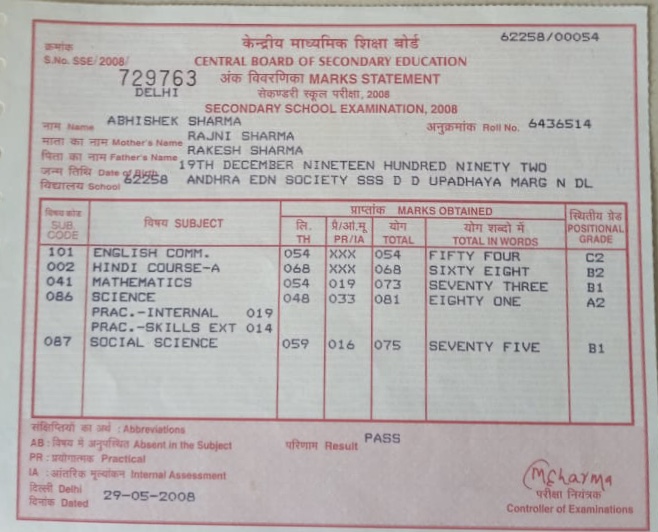 62258/00054
केन्द्रीय माध्यमिक शिक्षा बोर्ड
क्रमांक
S.No. SSE/2008/ CENTRAL BOARD OF SECONDARY EDUCATION
729763 अंक विवरणिका MARKS STATEMENT
DELHI सेकण्डरी स्कूल परीक्षा, 2008
SECONDARY SCHOOL EXAMINATION, 2008
नाम Name ABHISHEK SHARMA अनुक्रमांक Roll No. 6436514
माता का नाम Mother's Name RAJNI SHARMA
पिता का नाम Father's Name RAKESH SHARMA
जन्म तिथि Date of Birth 19TH DECEMBER NINETEEN HUNDRED NINETY TWO
विद्यालय School 62258 ANDHRA EDN SOCIETY SSS D D UPADHAYA MARG N DL
विषय कोड SUB. CODE विषय SUBJECT प्राप्तांक MARKS OBTAINED स्थितीय ग्रेड POSITIONAL GRADE
लि. TH प्रै/आं.मू PR/IA योग TOTAL योग शब्दो में TOTAL IN WORDS
101 ENGLISH COMM. 054 XXX 054 FIFTY FOUR C2
002 HINDI COURSE-A 068 XXX 068 SIXTY EIGHT B2
041 MATHEMATICS 054 019 073 SEVENTY THREE B1
086 SCIENCE 048 033 081 EIGHTY ONE A2
PRAC.-INTERNAL 019
PRAC.-SKILLS EXT 014
087 SOCIAL SCIENCE 059 016 075 SEVENTY FIVE B1
संक्षिप्तियों का अर्थ : Abbreviations
AB : विषय में अनुपस्थित Absent in the Subject परिणाम Result PASS
PR : प्रयोगात्मक Practical
IA : आंतरिक मूल्यांकन Internal Assessment
दिल्ली Delhi
दिनांक Dated 29-05-2008
MSharma
परीक्षा नियंत्रक
Controller of Examinations